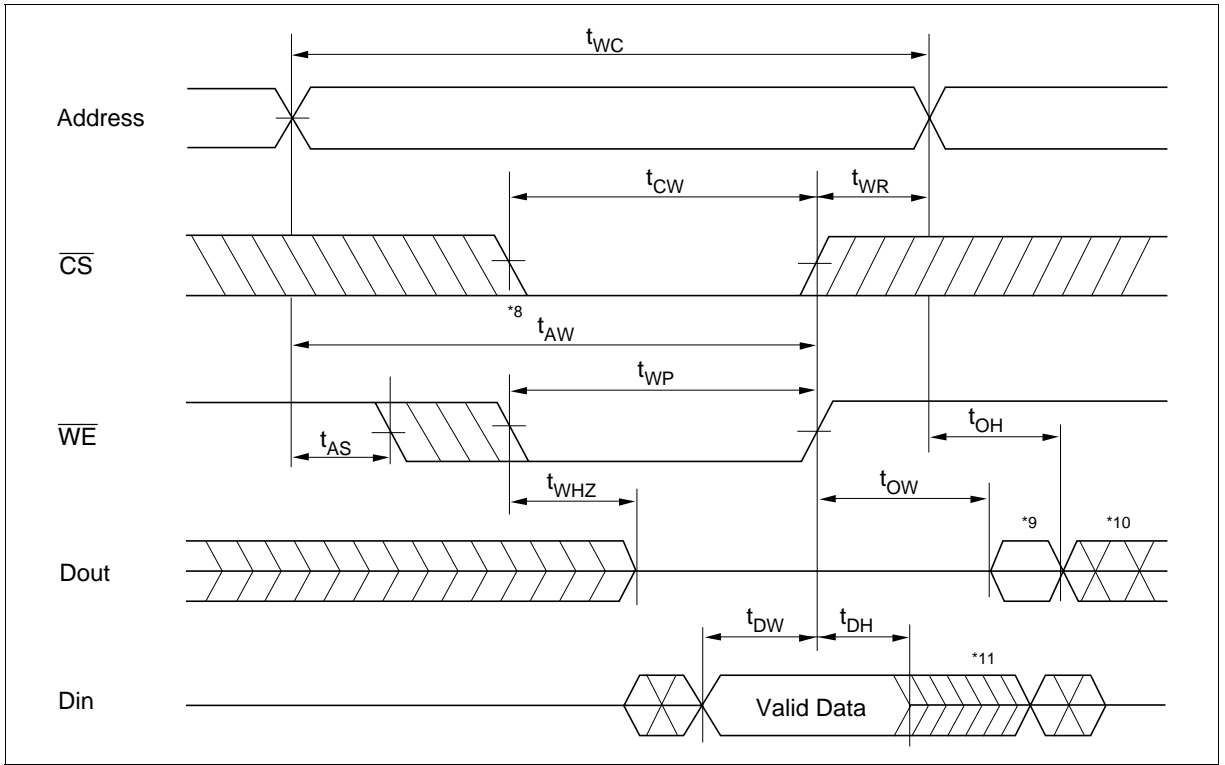 tWC
Address
tCW tWR
CS
*8
tAW
tWP
WE
tAS
tOH
tWHZ
tOW
*9 *10
Dout
tDW tDH
*11
Din
Valid Data